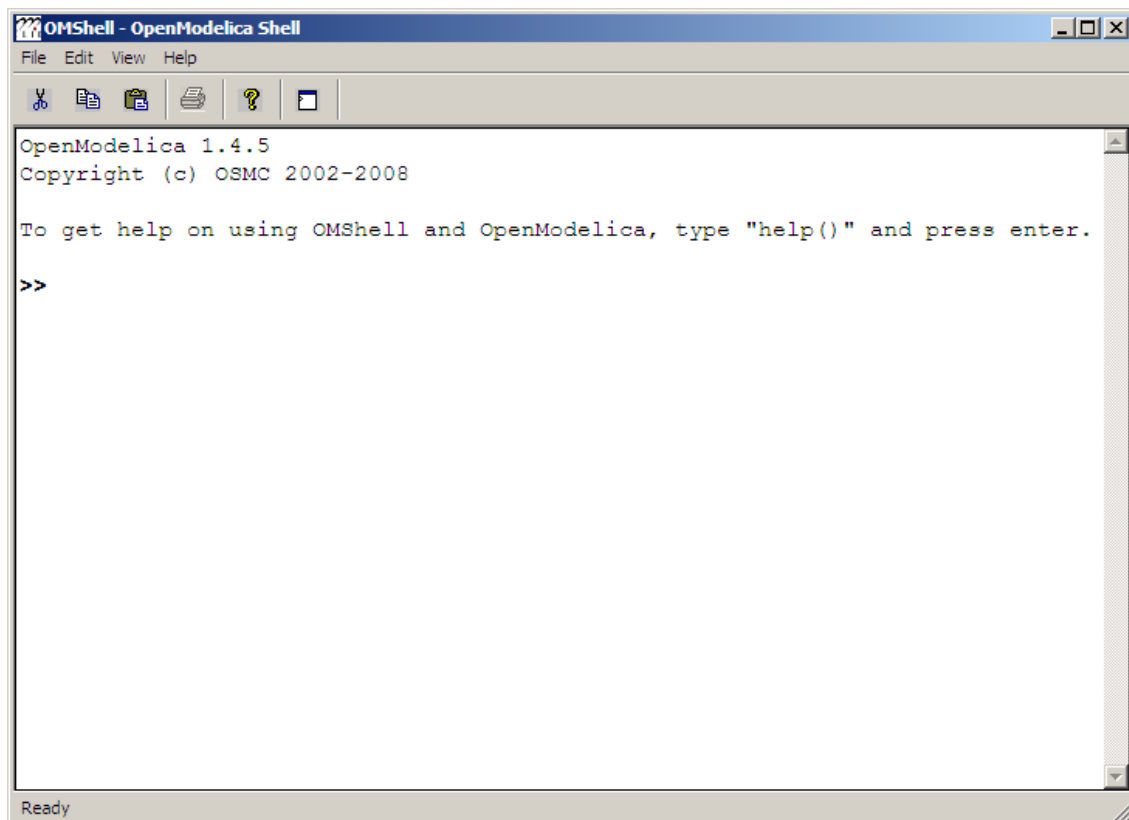 OMShell - OpenModelica Shell
File Edit View Help
OpenModelica 1.4.5
Copyright (c) OSMC 2002-2008
To get help on using OMShell and OpenModelica, type "help()" and press enter.
>>
Ready